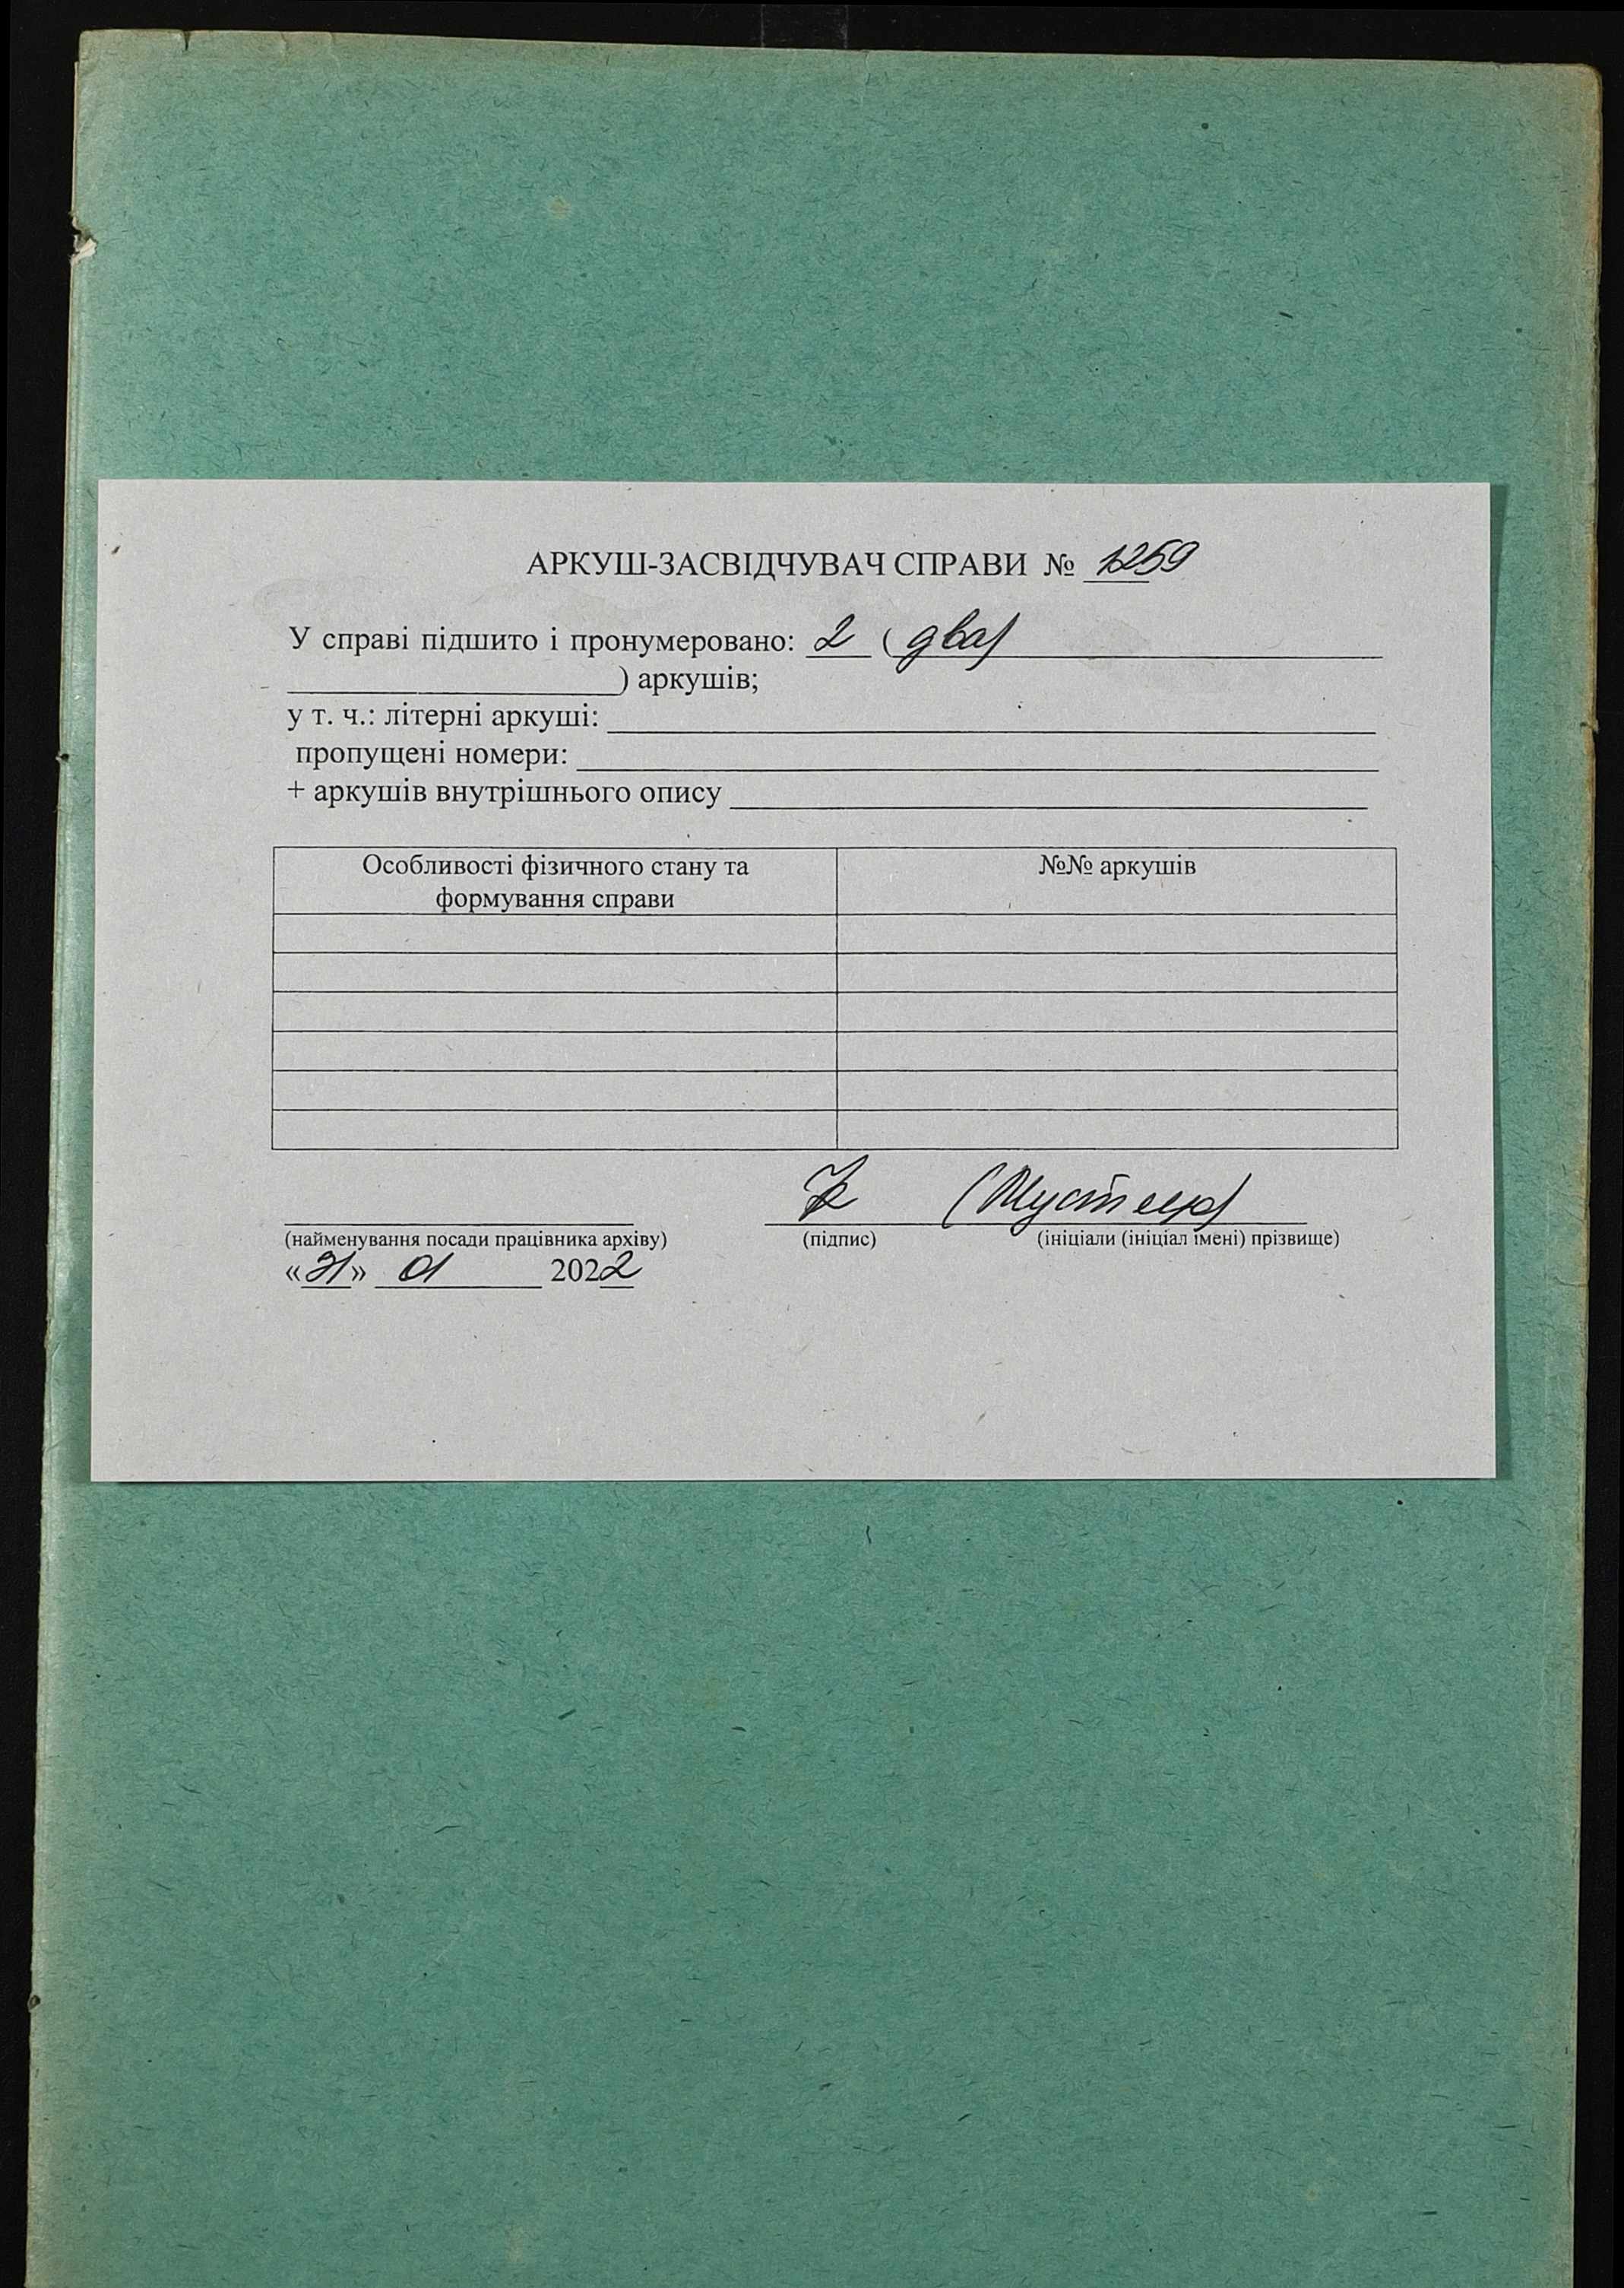 АРКУШ-ЗАСВІДЧУВАЧ СПРАВИ № 1259
У справі підшито і пронумеровано: 2 (два)
) аркушів;
у т. ч.: літерні аркуші:
пропущені номери:
+ аркушів внутрішнього опису
Особливості фізичного стану та формування справи
№№ аркушів
(найменування посади працівника архіву)
(підпис)
(ініціали (ініціал імені) прізвище)
«31» 01 2022